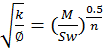 √(k/Ø) = (M/Sw)^(0.5/n)